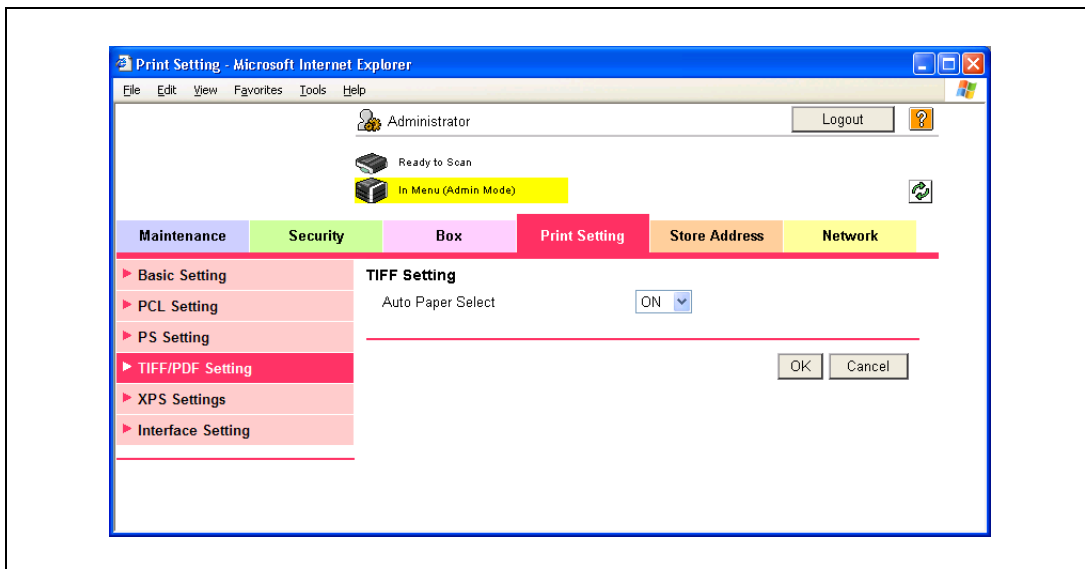 Print Setting - Microsoft Internet Explorer
File Edit View Favorites Tools Help
Administrator Logout ?
Ready to Scan
In Menu (Admin Mode)
Maintenance Security Box Print Setting Store Address Network
Basic Setting
PCL Setting
PS Setting
TIFF/PDF Setting
XPS Settings
Interface Setting
TIFF Setting
Auto Paper Select ON
OK Cancel